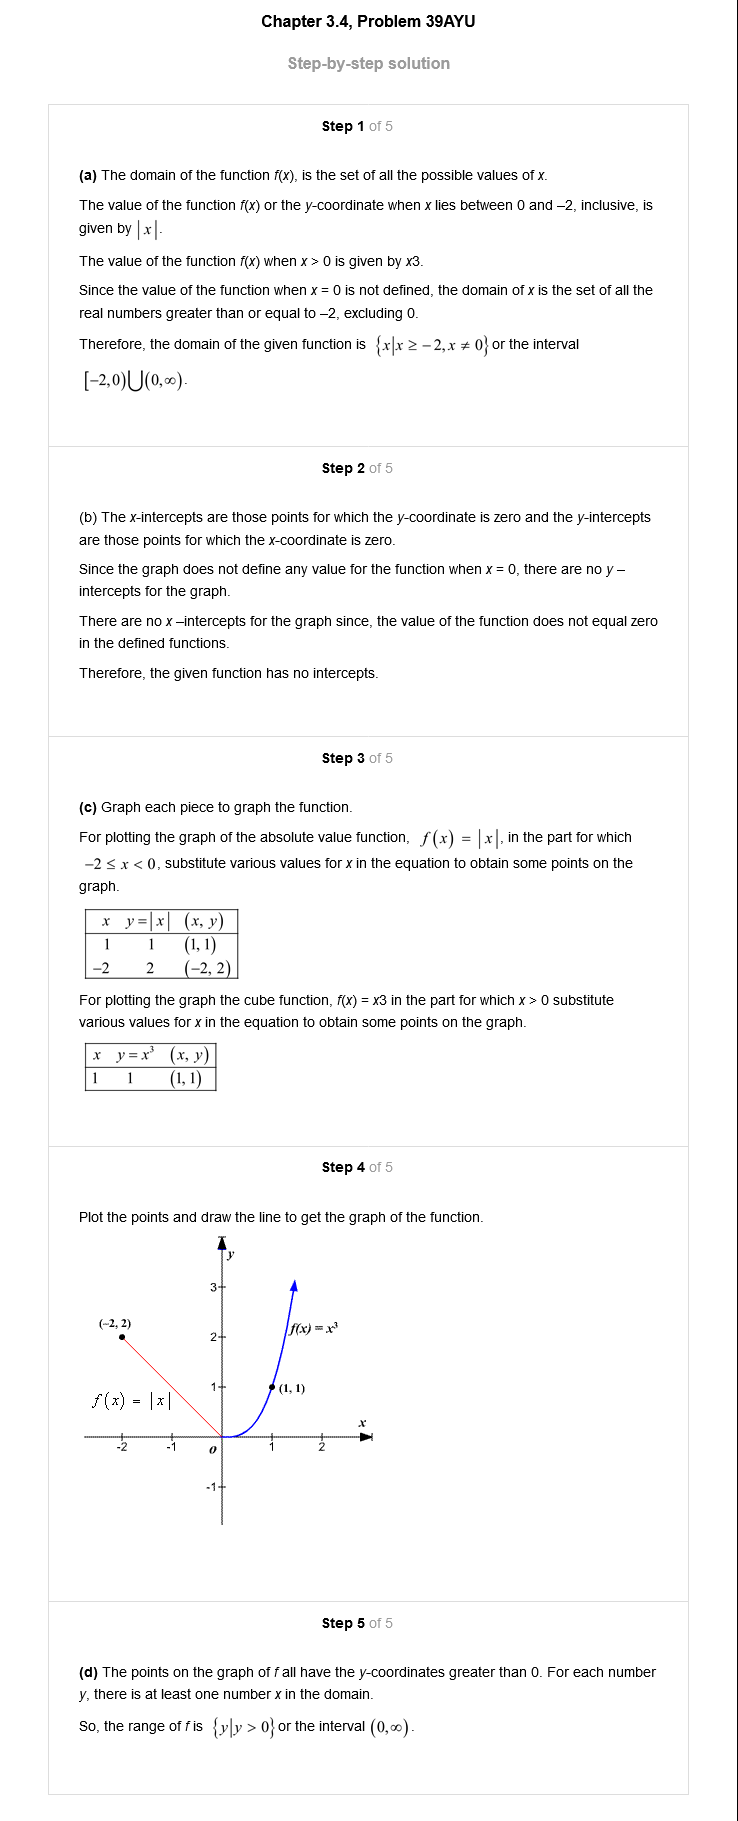 Chapter 3.4, Problem 39AYU
Step-by-step solution
Step 1 of 5
(a) The domain of the function f(x), is the set of all the possible values of x.
The value of the function f(x) or the y-coordinate when x lies between 0 and –2, inclusive, is
given by |x|.
The value of the function f(x) when x > 0 is given by x3.
Since the value of the function when x = 0 is not defined, the domain of x is the set of all the
real numbers greater than or equal to –2, excluding 0.
Therefore, the domain of the given function is {x|x ≥ −2, x ≠ 0} or the interval
[−2,0)⋃(0,∞).
Step 2 of 5
(b) The x-intercepts are those points for which the y-coordinate is zero and the y-intercepts
are those points for which the x-coordinate is zero.
Since the graph does not define any value for the function when x = 0, there are no y –
intercepts for the graph.
There are no x –intercepts for the graph since, the value of the function does not equal zero
in the defined functions.
Therefore, the given function has no intercepts.
Step 3 of 5
(c) Graph each piece to graph the function.
For plotting the graph of the absolute value function, f(x) = |x|, in the part for which
−2 ≤ x < 0, substitute various values for x in the equation to obtain some points on the
graph.
x y=|x| (x, y)
1 1 (1, 1)
−2 2 (−2, 2)
For plotting the graph the cube function, f(x) = x3 in the part for which x > 0 substitute
various values for x in the equation to obtain some points on the graph.
x y = x³ (x, y)
1 1 (1, 1)
Step 4 of 5
Plot the points and draw the line to get the graph of the function.
y
3
(−2, 2)
f(x) = x³
2
1
(1, 1)
f(x) = |x|
x
-2 -1 O 1 2
-1
Step 5 of 5
(d) The points on the graph of f all have the y-coordinates greater than 0. For each number
y, there is at least one number x in the domain.
So, the range of f is {y|y > 0} or the interval (0,∞).